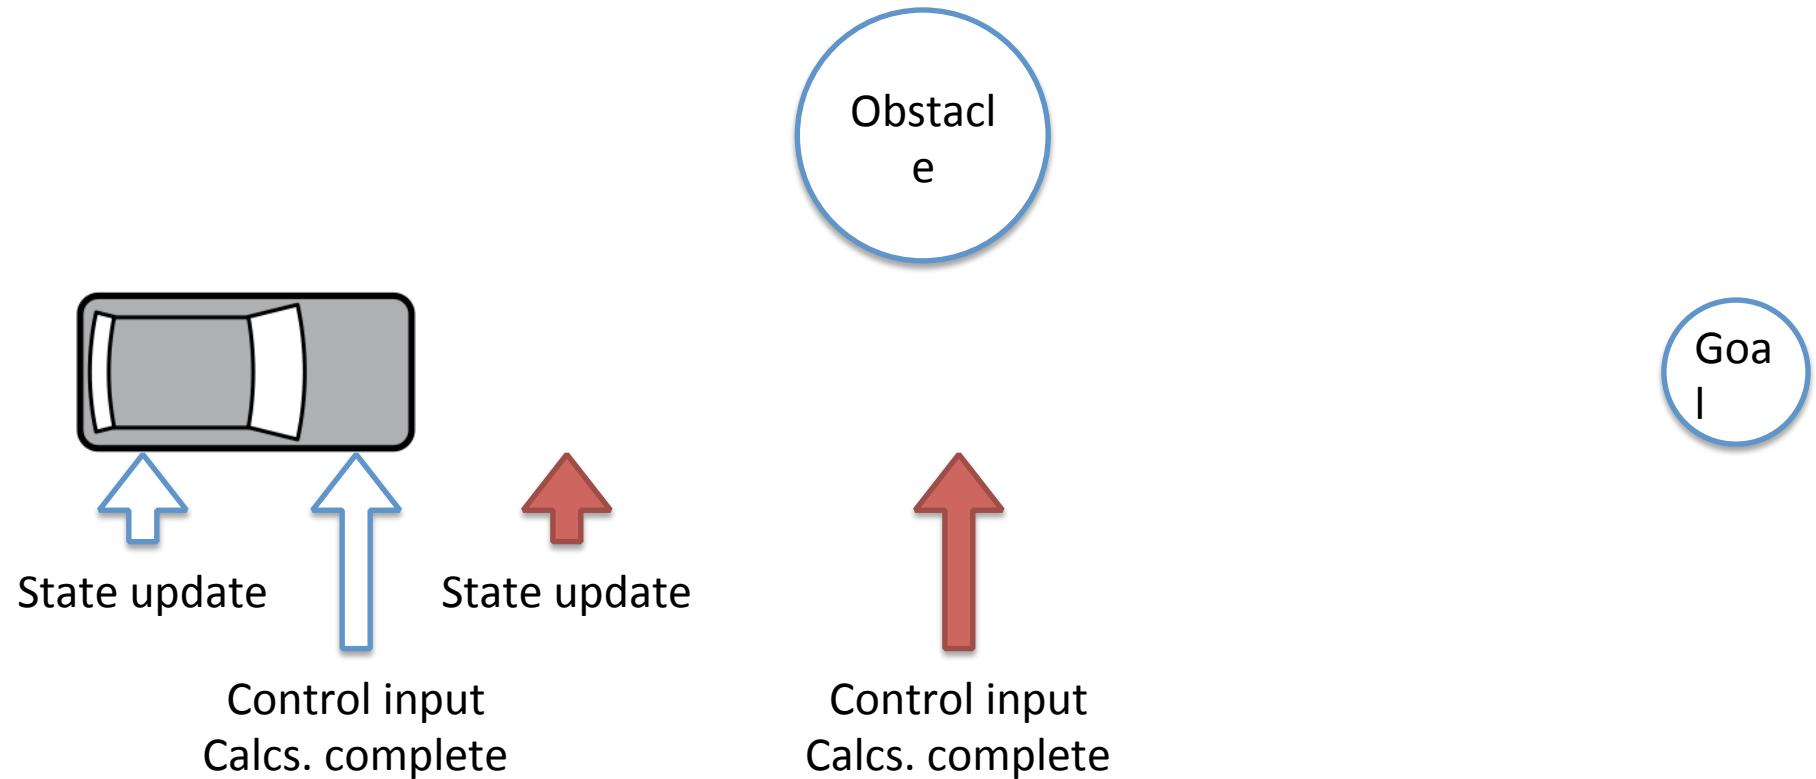 Obstacl
e
Goa
l
State update
State update
Control input
Calcs. complete
Control input
Calcs. complete